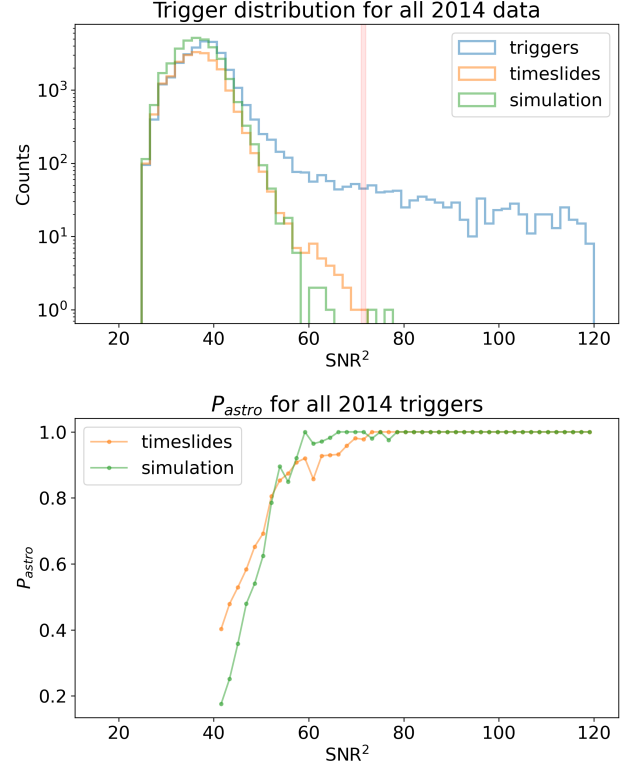 Trigger distribution for all 2014 data
triggers
timeslides
simulation
Counts
10³
10²
10¹
10⁰
20 40 60 80 100 120
SNR²
P_astro for all 2014 triggers
timeslides
simulation
P_astro
1.0
0.8
0.6
0.4
0.2
20 40 60 80 100 120
SNR²